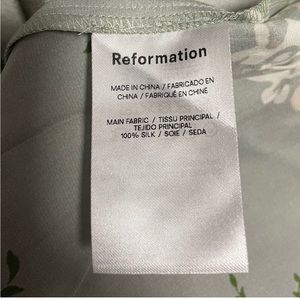 Reformation
MADE IN CHINA / FABRICADO EN
CHINA / FABRIQUÉ EN CHINE
MAIN FABRIC / TISSU PRINCIPAL /
TEJIDO PRINCIPAL
100% SILK / SOIE / SEDA